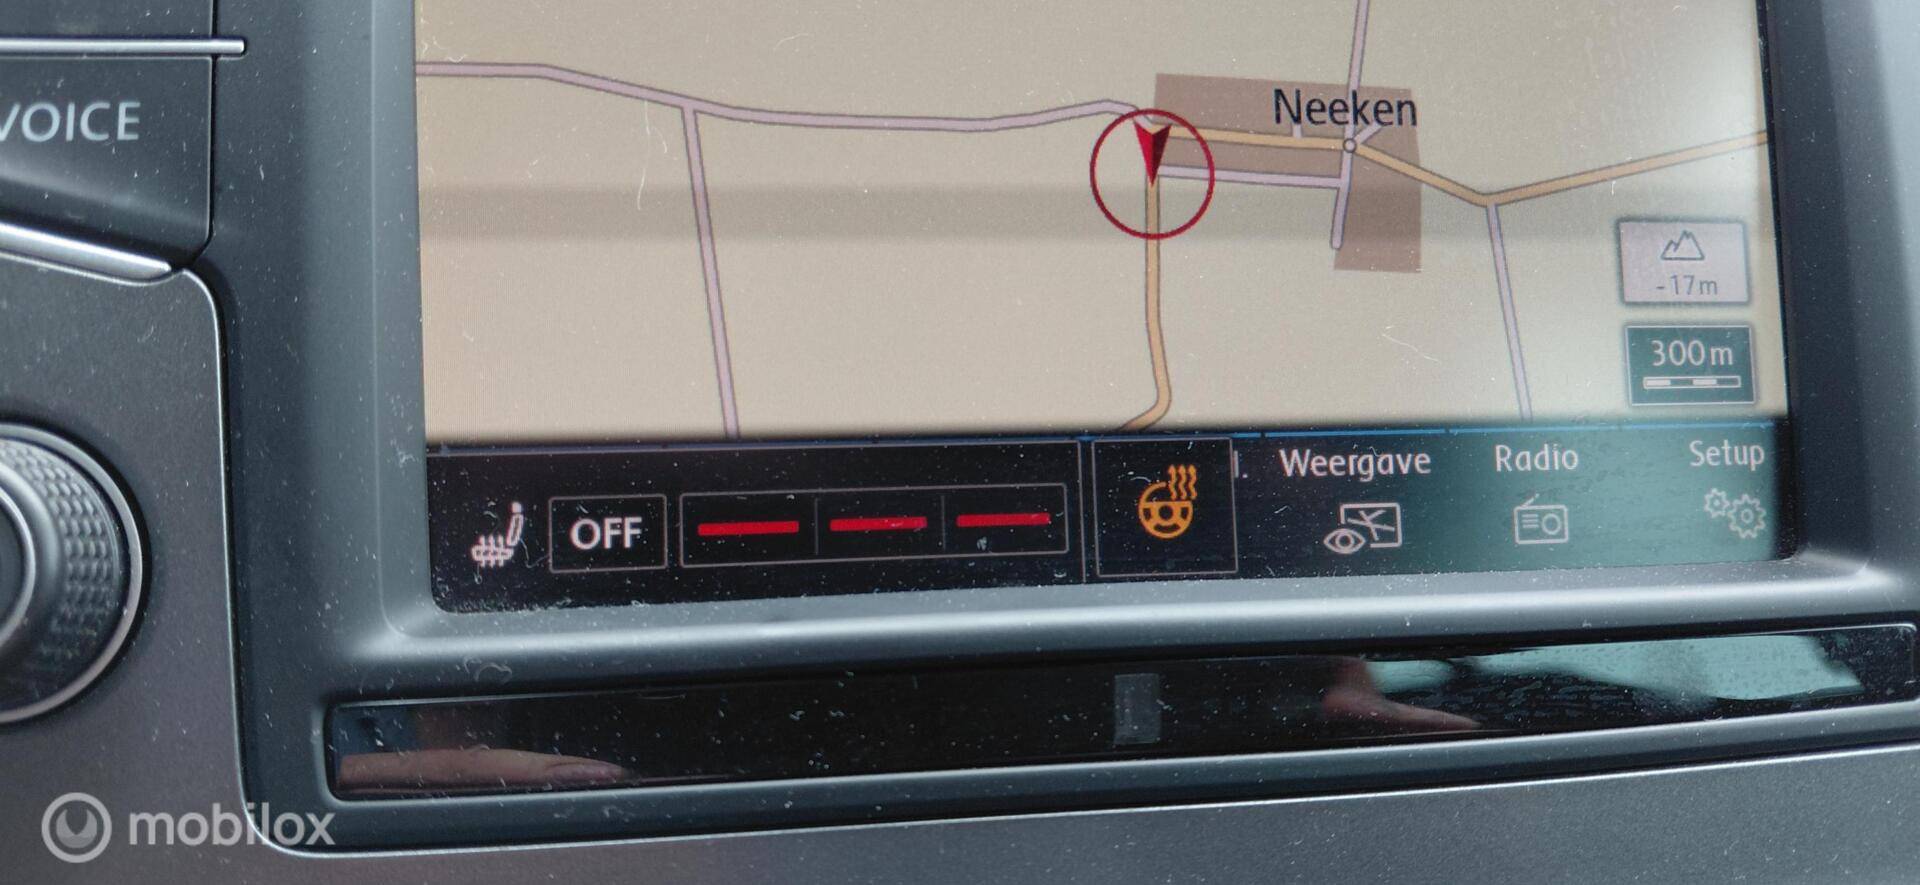 VOICE
Neeken
-17m
300m
OFF
Weergave
Radio
Setup
mobilox